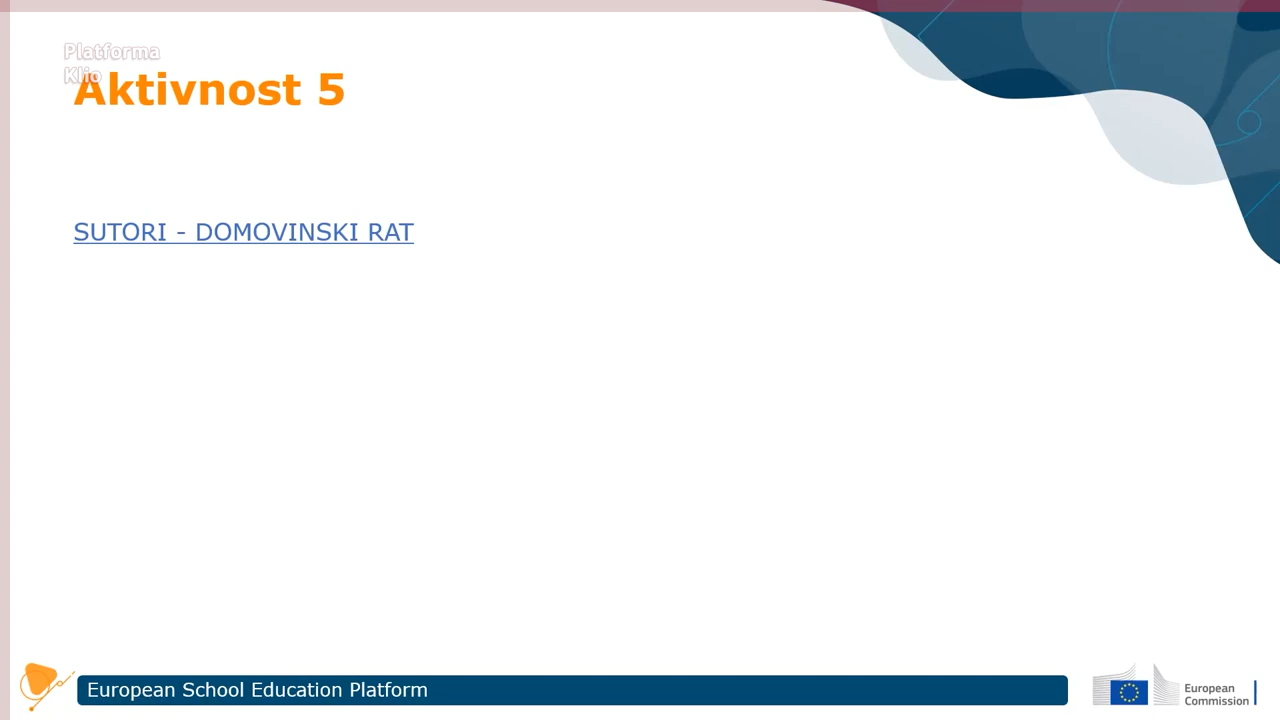 Platforma
Klio
Aktivnost 5
SUTORI - DOMOVINSKI RAT
European School Education Platform
European
Commission